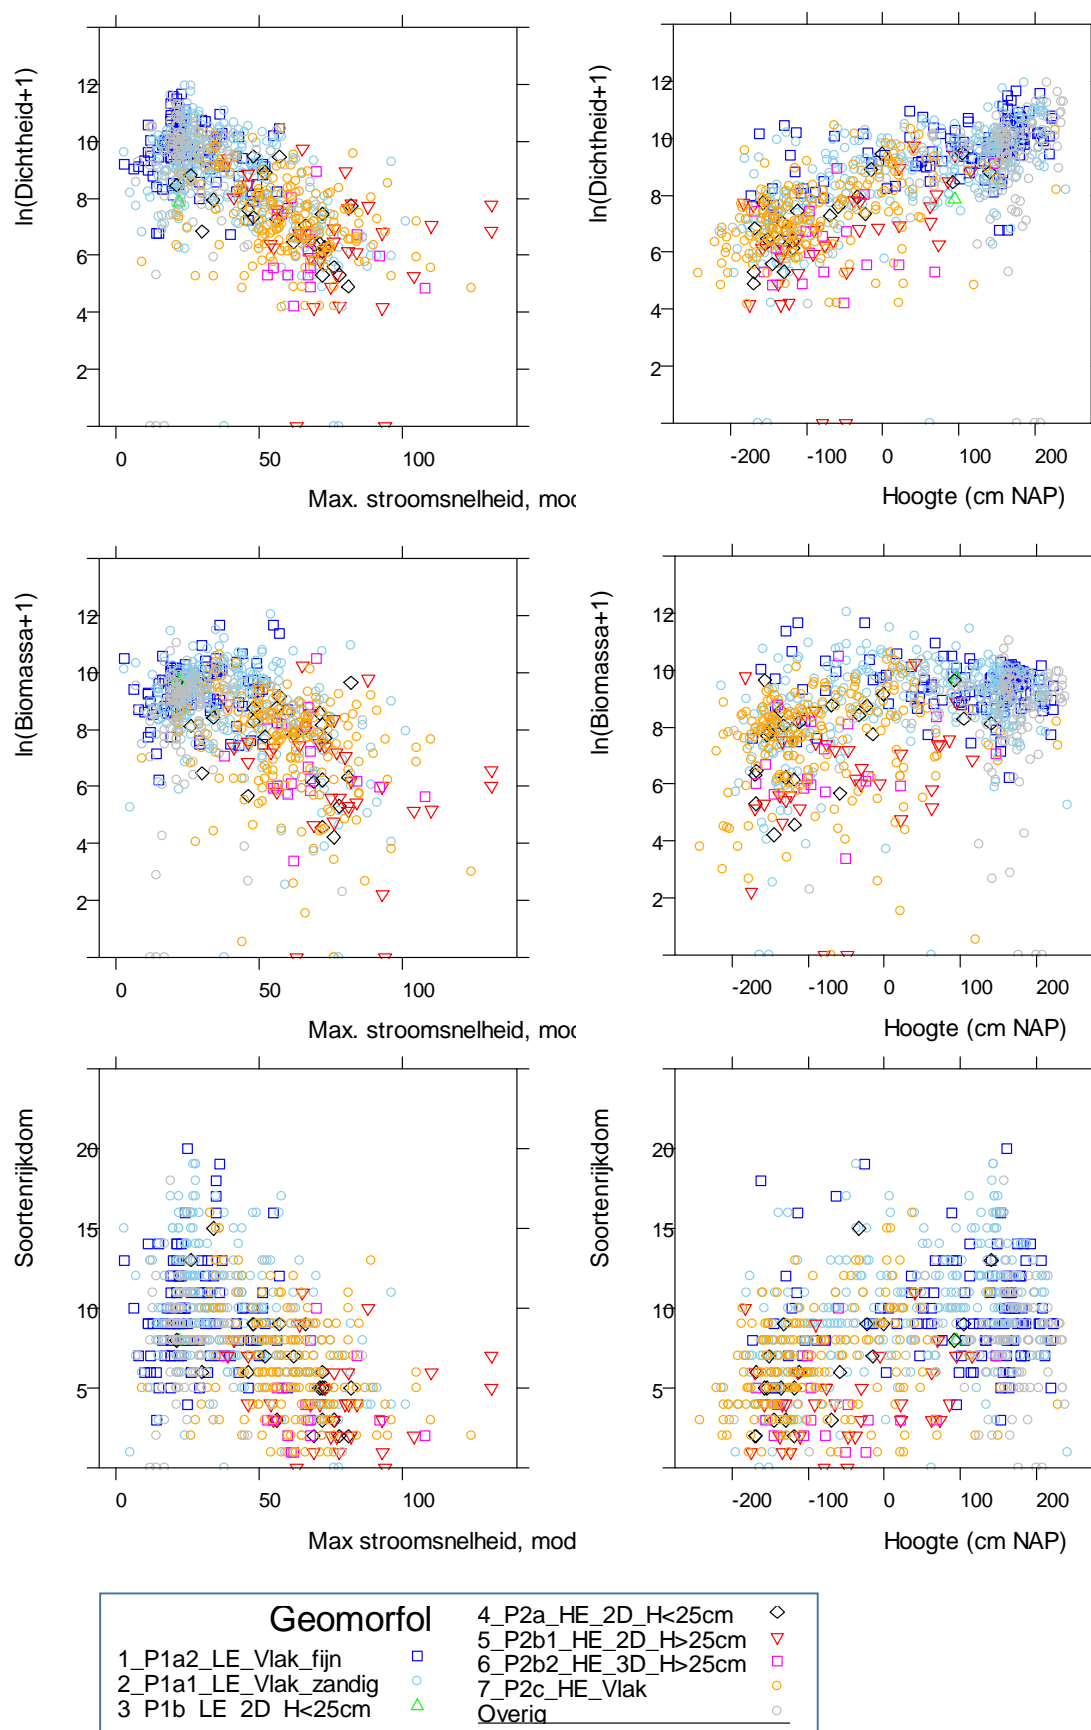 ln(Dichtheid+1)
12
10
8
6
4
2
0 50 100
Max. stroomsnelheid, mod
ln(Dichtheid+1)
12
10
8
6
4
2
-200 -100 0 100 200
Hoogte (cm NAP)
ln(Biomassa+1)
12
10
8
6
4
2
0 50 100
Max. stroomsnelheid, mod
ln(Biomassa+1)
12
10
8
6
4
2
-200 -100 0 100 200
Hoogte (cm NAP)
Soortenrijkdom
20
15
10
5
0 50 100
Max stroomsnelheid, mod
Soortenrijkdom
20
15
10
5
-200 -100 0 100 200
Hoogte (cm NAP)
Geomorfol
1_P1a2_LE_Vlak_fijn
2_P1a1_LE_Vlak_zandig
3_P1b_LE_2D_H<25cm
4_P2a_HE_2D_H<25cm
5_P2b1_HE_2D_H>25cm
6_P2b2_HE_3D_H>25cm
7_P2c_HE_Vlak
Overig